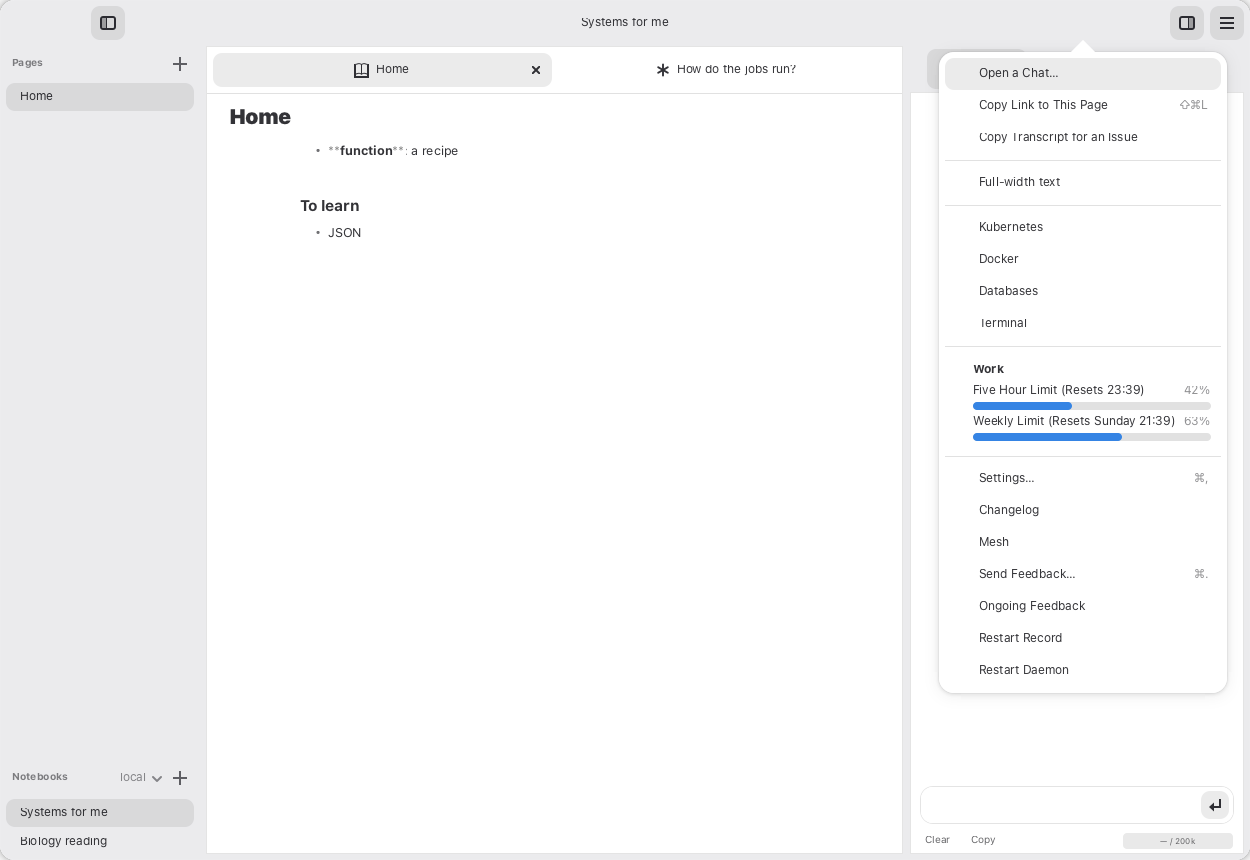 Systems for me
Pages
Home
Home
How do the jobs run?
Home
• **function**: a recipe
To learn
• JSON
Open a Chat...
Copy Link to This Page ⇧⌘L
Copy Transcript for an Issue
Full-width text
Kubernetes
Docker
Databases
Terminal
Work
Five Hour Limit (Resets 23:39) 42%
Weekly Limit (Resets Sunday 21:39) 63%
Settings... ⌘,
Changelog
Mesh
Send Feedback... ⌘.
Ongoing Feedback
Restart Record
Restart Daemon
Notebooks local
Systems for me
Biology reading
Clear Copy — / 200k